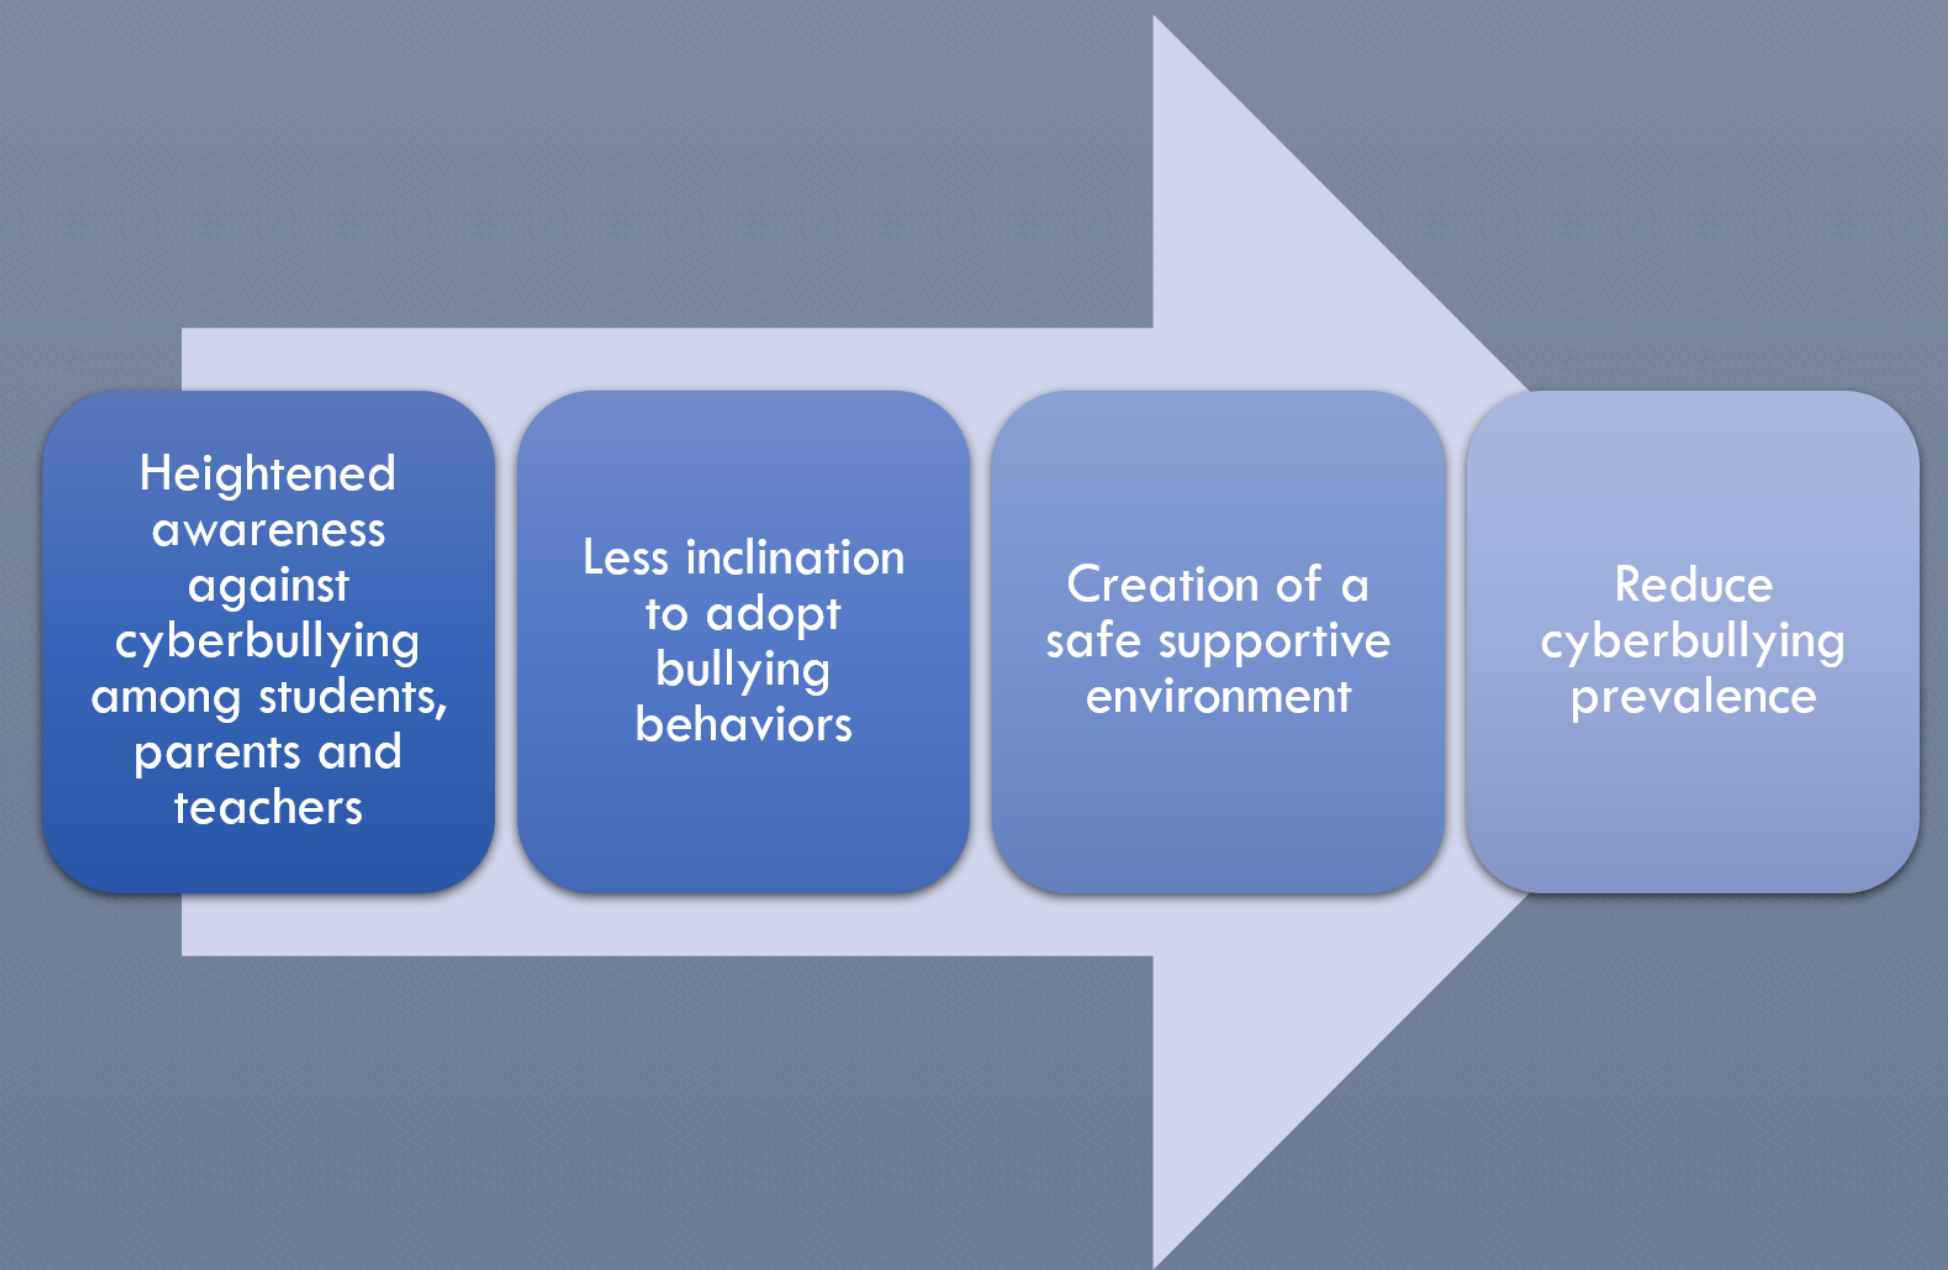 Heightened
awareness
against
cyberbullying
among students,
parents and
teachers
Less inclination
to adopt
bullying
behaviors
Creation of a
safe supportive
environment
Reduce
cyberbullying
prevalence